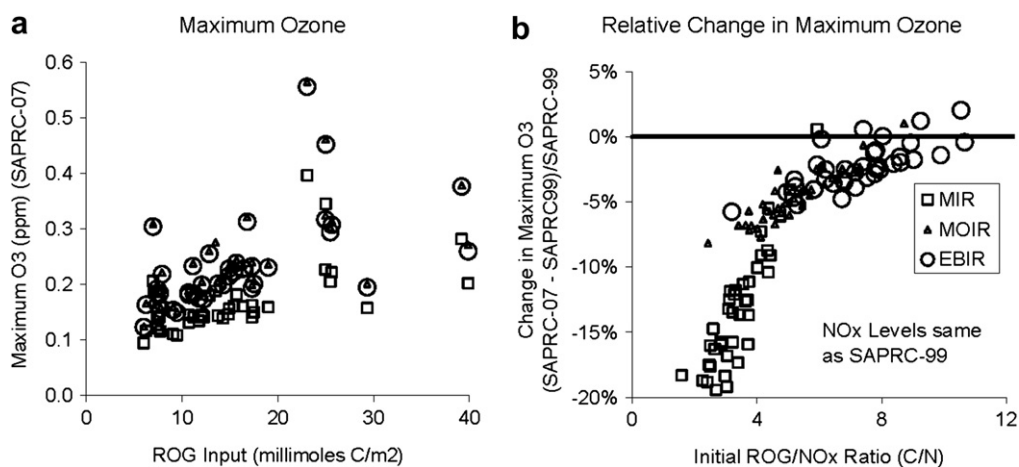 a
Maximum Ozone
Maximum O3 (ppm) (SAPRC-07)
0.6
0.5
0.4
0.3
0.2
0.1
0.0
0
10
20
30
40
ROG Input (millimoles C/m2)
b
Relative Change in Maximum Ozone
Change in Maximum O3
(SAPRC-07 - SAPRC99)/SAPRC-99
5%
0%
-5%
-10%
-15%
-20%
MIR
MOIR
EBIR
NOx Levels same
as SAPRC-99
0
4
8
12
Initial ROG/NOx Ratio (C/N)